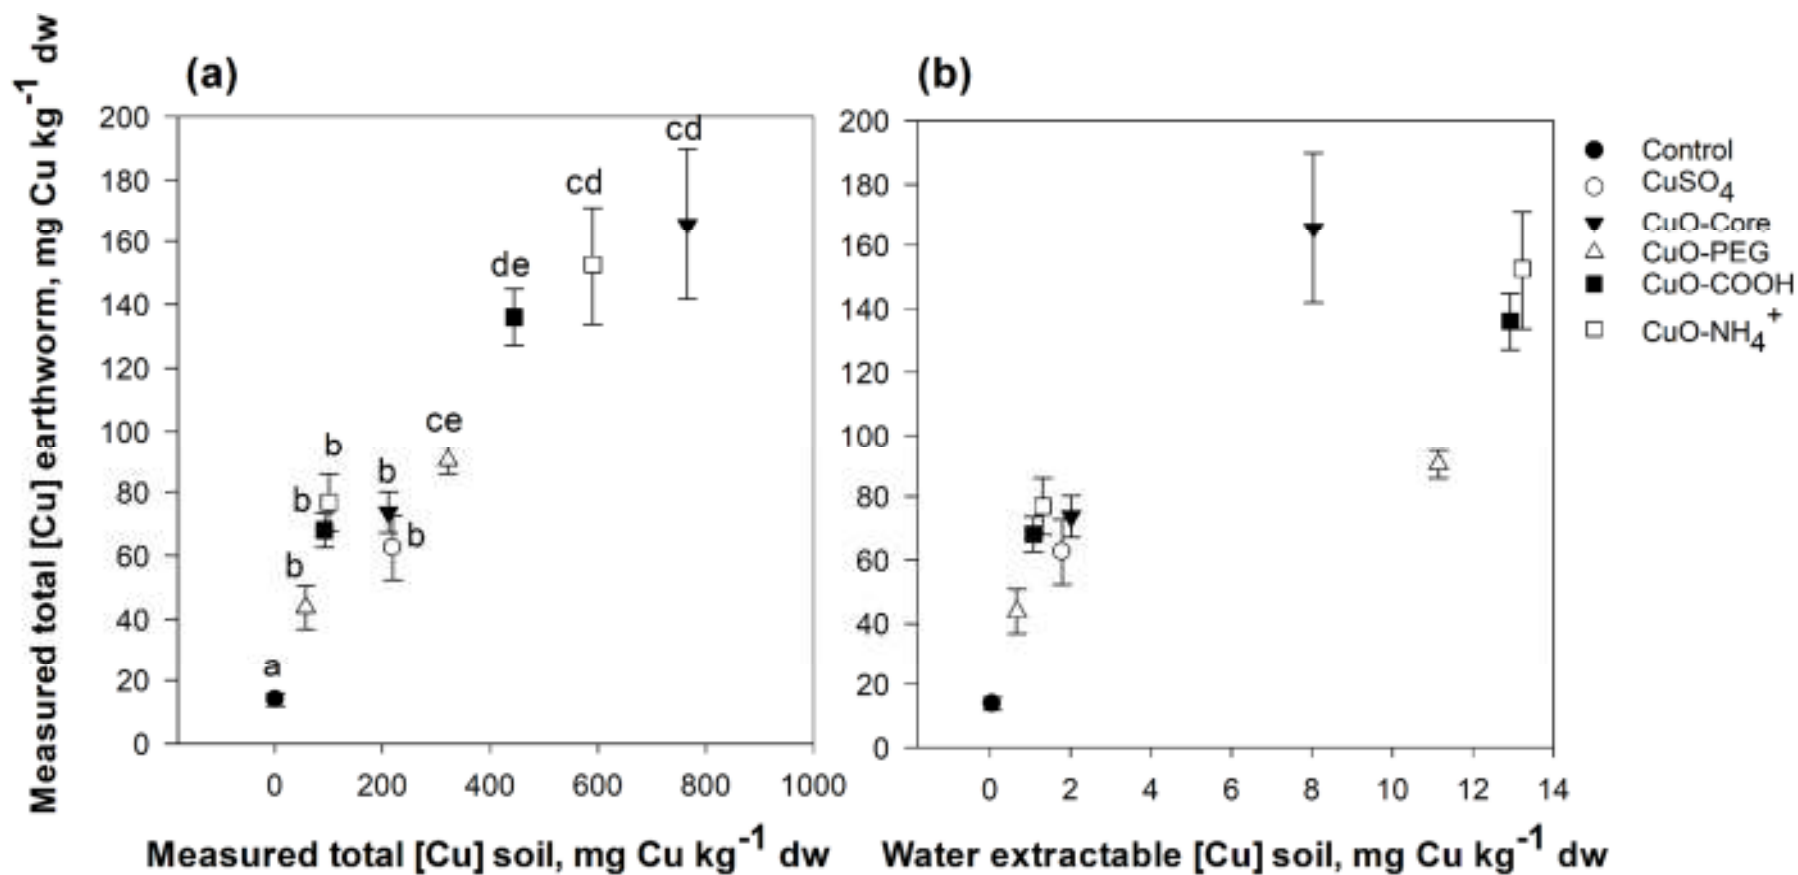 (a)
(b)
Measured total [Cu] earthworm, mg Cu kg-1 dw
200
180
160
140
120
100
80
60
40
20
0
cd
cd
de
ce
b
b
b
b
b
a
0 200 400 600 800 1000
Measured total [Cu] soil, mg Cu kg-1 dw
200
180
160
140
120
100
80
60
40
20
0
0 2 4 6 8 10 12 14
Water extractable [Cu] soil, mg Cu kg-1 dw
Control
CuSO4
CuO-Core
CuO-PEG
CuO-COOH
CuO-NH4+